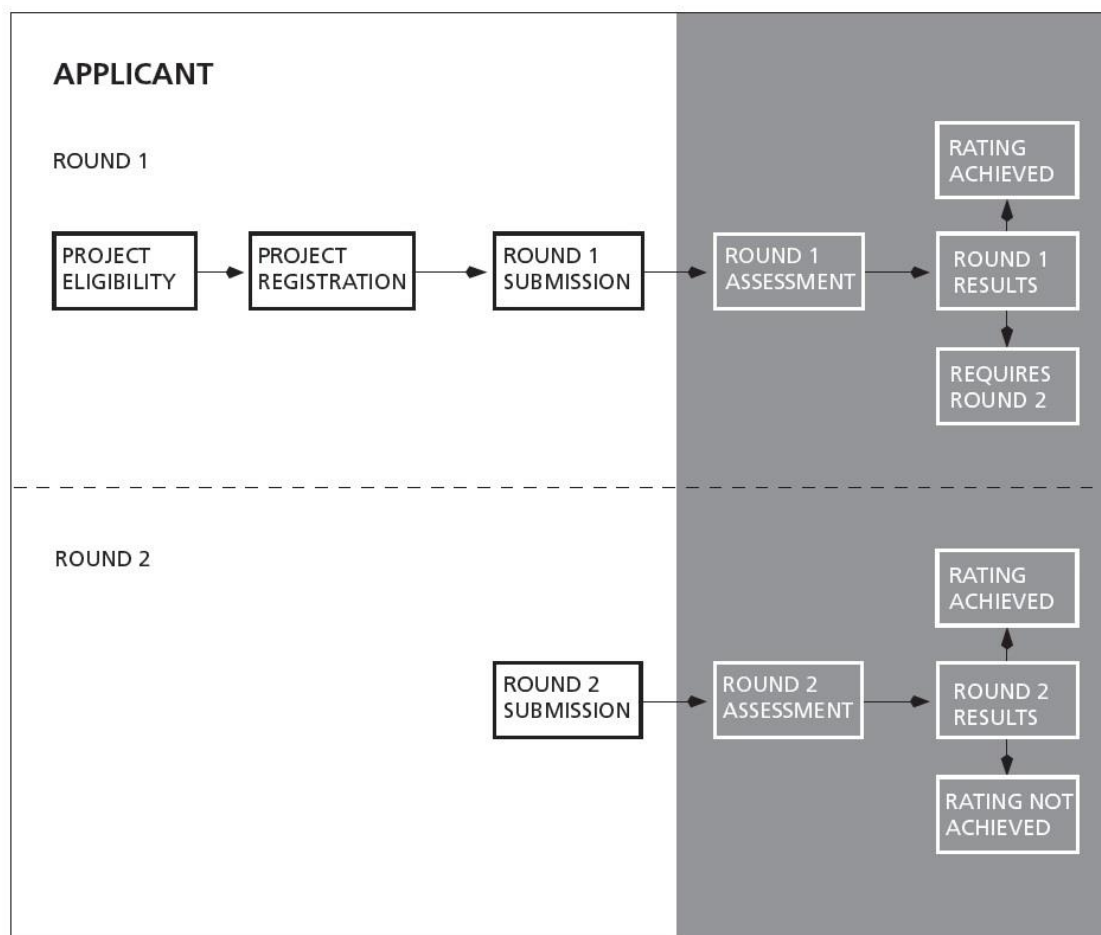 APPLICANT
ROUND 1
RATING
ACHIEVED
PROJECT
ELIGIBILITY
PROJECT
REGISTRATION
ROUND 1
SUBMISSION
ROUND 1
ASSESSMENT
ROUND 1
RESULTS
REQUIRES
ROUND 2
ROUND 2
RATING
ACHIEVED
ROUND 2
SUBMISSION
ROUND 2
ASSESSMENT
ROUND 2
RESULTS
RATING NOT
ACHIEVED